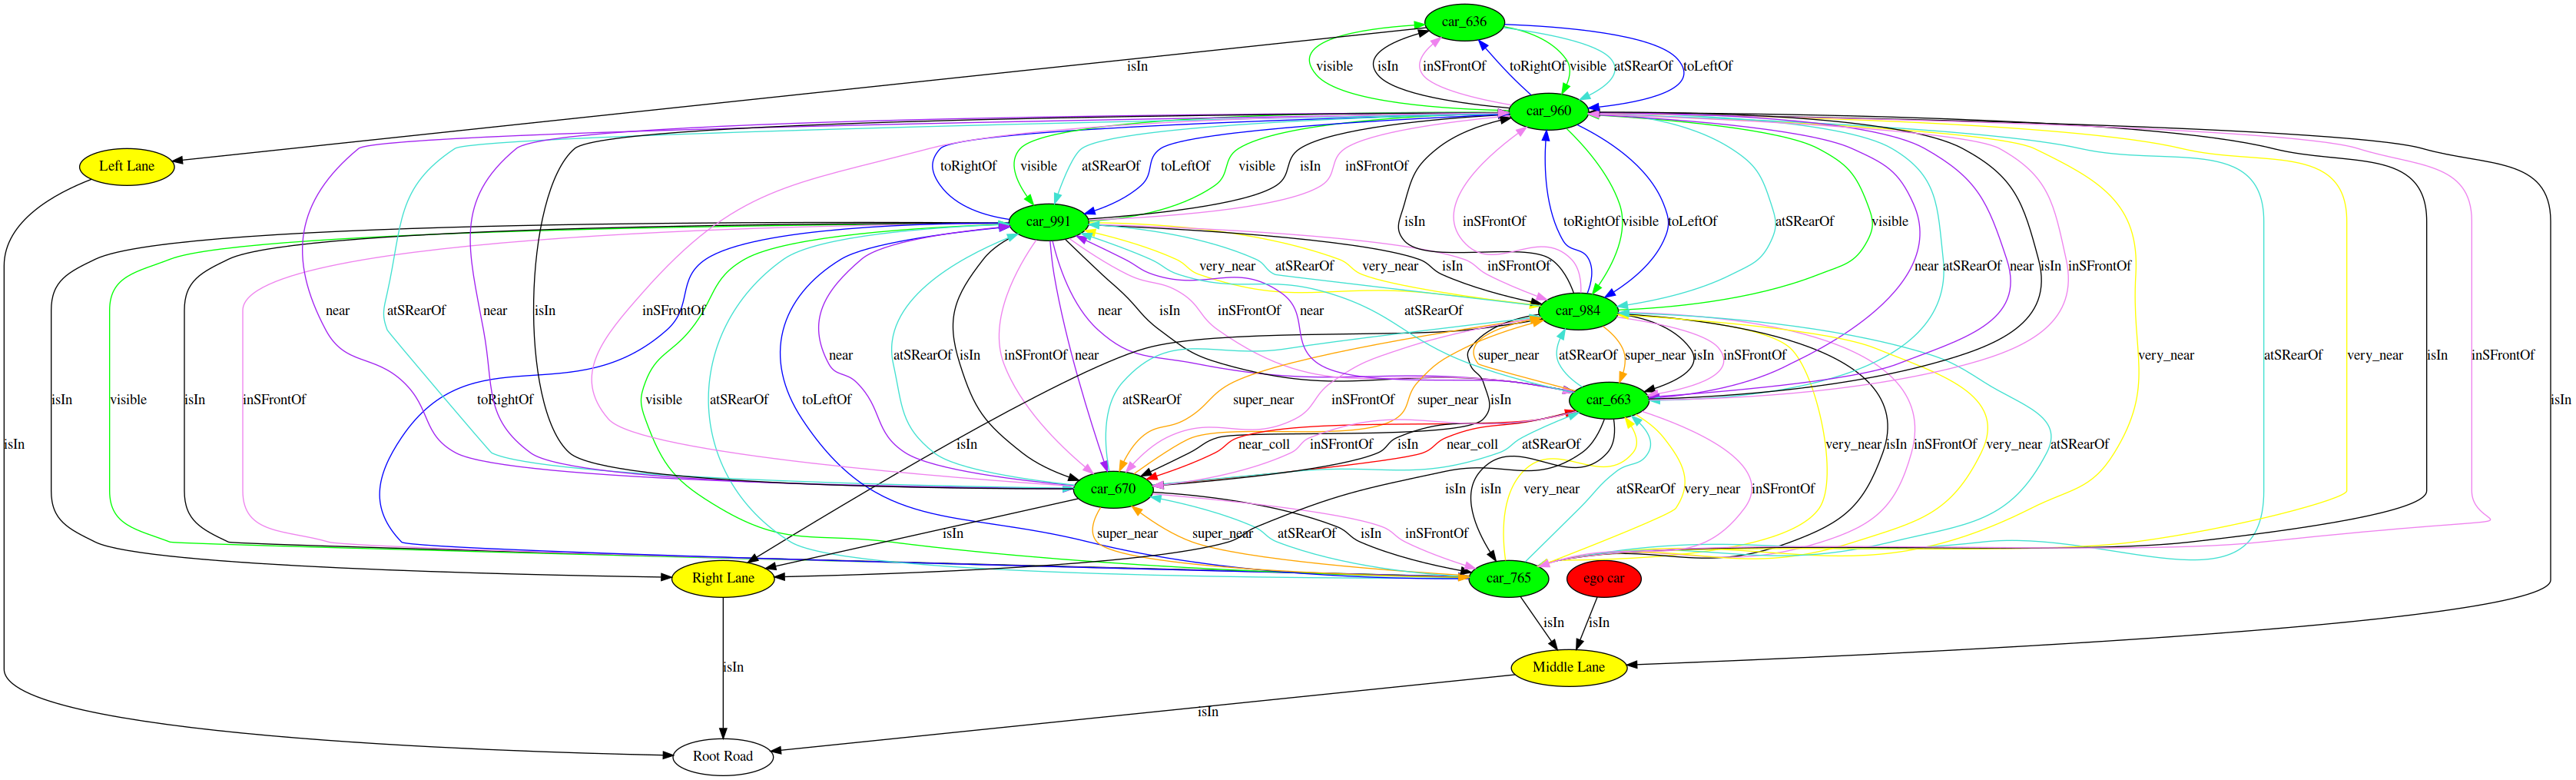 car_636
isIn
visible
isIn
inSFrontOf
toRightOf
visible
atSRearOf
toLeftOf
car_960
Left Lane
toRightOf
visible
atSRearOf
toLeftOf
visible
isIn
inSFrontOf
car_991
isIn
inSFrontOf
toRightOf
visible
toLeftOf
atSRearOf
visible
very_near
atSRearOf
very_near
isIn
inSFrontOf
near
atSRearOf
near
isIn
inSFrontOf
near
atSRearOf
near
isIn
inSFrontOf
near
isIn
inSFrontOf
near
atSRearOf
car_984
near
atSRearOf
isIn
inSFrontOf
near
super_near
atSRearOf
super_near
isIn
inSFrontOf
very_near
atSRearOf
very_near
isIn
inSFrontOf
isIn
visible
isIn
inSFrontOf
toRightOf
visible
atSRearOf
toLeftOf
atSRearOf
super_near
inSFrontOf
super_near
isIn
car_663
isIn
isIn
isIn
near_coll
inSFrontOf
isIn
near_coll
atSRearOf
very_near
isIn
inSFrontOf
very_near
atSRearOf
car_670
isIn
isIn
very_near
atSRearOf
very_near
inSFrontOf
isIn
super_near
super_near
atSRearOf
isIn
inSFrontOf
Right Lane
car_765
ego car
isIn
isIn
isIn
Middle Lane
isIn
Root Road